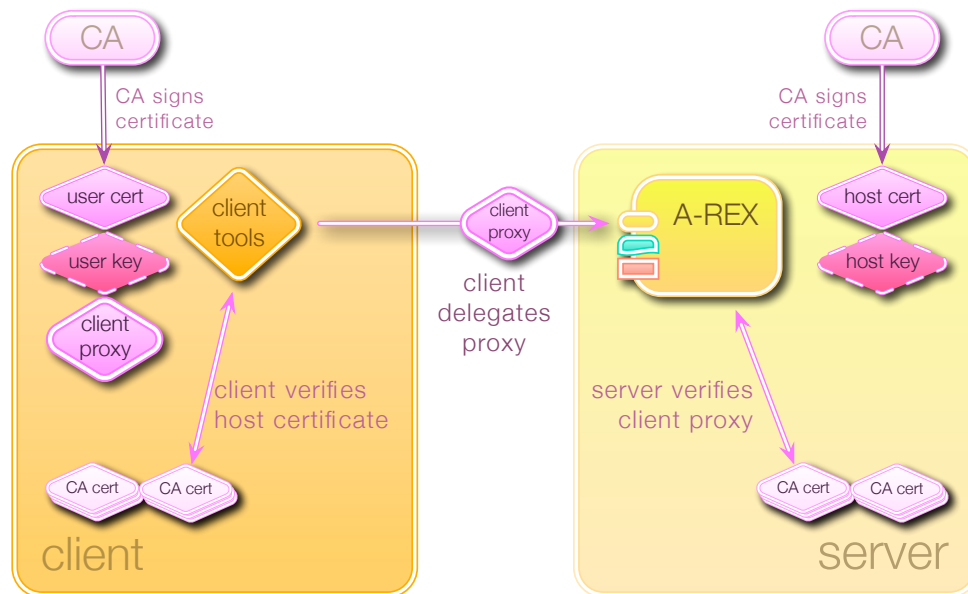 CA
CA signs
certificate
user cert
user key
client
proxy
client
tools
client verifies
host certificate
CA cert
CA cert
client
client
proxy
client
delegates
proxy
CA
CA signs
certificate
A-REX
host cert
host key
server verifies
client proxy
CA cert
CA cert
server